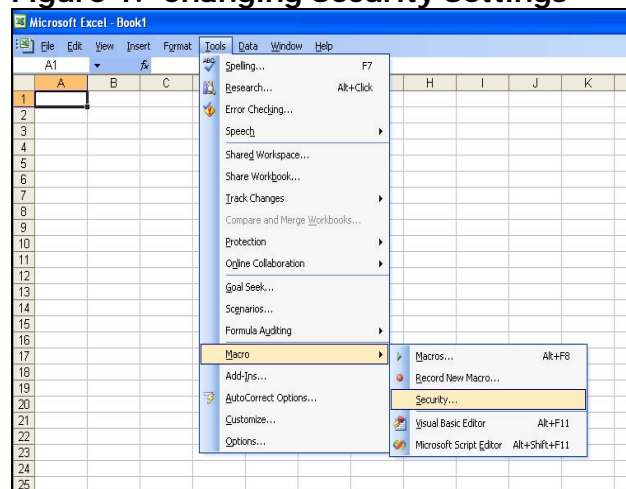 Figure 1: Changing Security Settings
Microsoft Excel - Book1
File Edit View Insert Format Tools Data Window Help
A1 fx
A B C H I J K
Spelling... F7
Research... Alt+Click
Error Checking...
Speech
Shared Workspace...
Share Workbook...
Track Changes
Compare and Merge Workbooks...
Protection
Online Collaboration
Goal Seek...
Scenarios...
Formula Auditing
Macro
Add-Ins...
AutoCorrect Options...
Customize...
Options...
Macros... Alt+F8
Record New Macro...
Security...
Visual Basic Editor Alt+F11
Microsoft Script Editor Alt+Shift+F11
1
2
3
4
5
6
7
8
9
10
11
12
13
14
15
16
17
18
19
20
21
22
23
24
25